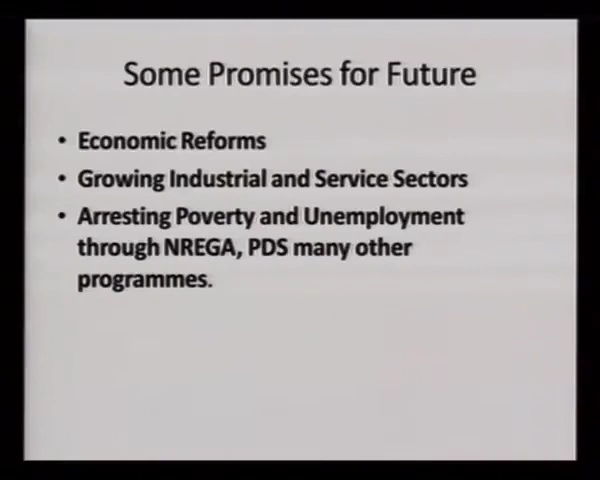 Some Promises for Future
• Economic Reforms
• Growing Industrial and Service Sectors
• Arresting Poverty and Unemployment
through NREGA, PDS many other
programmes.